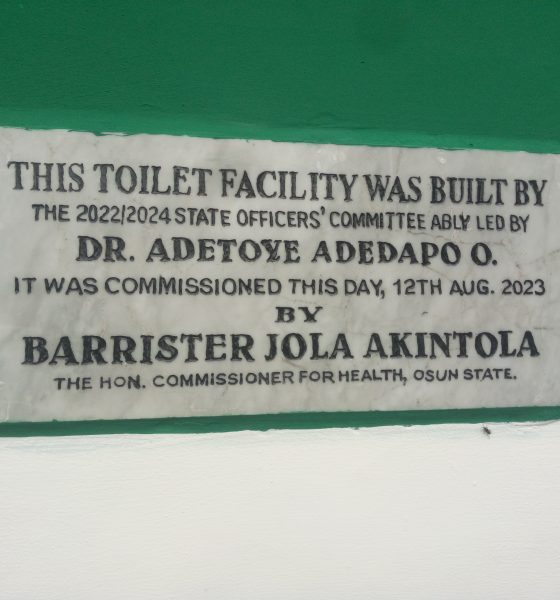 THIS TOILET FACILITY WAS BUILT BY
THE 2022/2024 STATE OFFICERS' COMMITTEE ABLY LED BY
DR. ADETOYE ADEDAPO O.
IT WAS COMMISSIONED THIS DAY, 12TH AUG. 2023
BY
BARRISTER JOLA AKINTOLA
THE HON. COMMISSIONER FOR HEALTH, OSUN STATE.